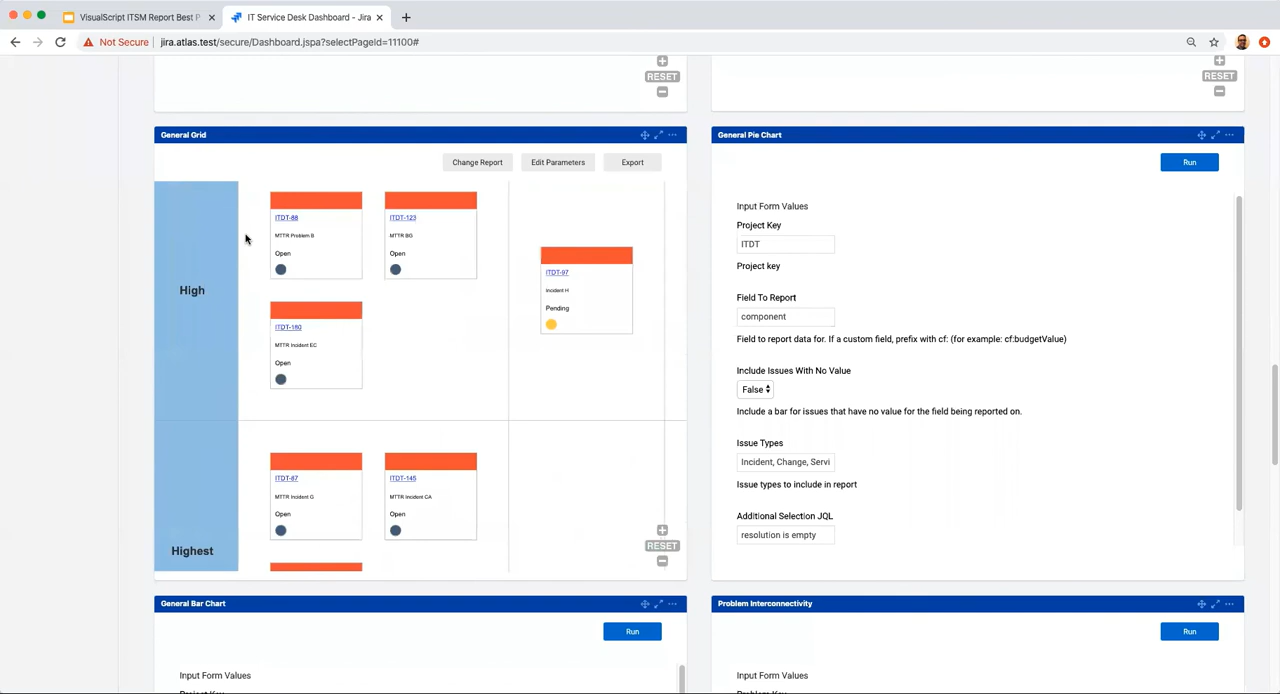 VisualScript ITSM Report Best P
IT Service Desk Dashboard - Jira
Not Secure
jira.atlas.test/secure/Dashboard.jspa?selectPageId=11100#
RESET
RESET
General Grid
Change Report
Edit Parameters
Export
High
ITDT-88
MTTR Problem B
Open
ITDT-123
MTTR BG
Open
ITDT-97
Incident H
Pending
ITDT-160
MTTR Incident EC
Open
Highest
ITDT-87
MTTR Incident G
Open
ITDT-145
MTTR Incident CA
Open
RESET
General Pie Chart
Run
Input Form Values
Project Key
ITDT
Project key
Field To Report
component
Field to report data for. If a custom field, prefix with cf: (for example: cf:budgetValue)
Include Issues With No Value
False
Include a bar for issues that have no value for the field being reported on.
Issue Types
Incident, Change, Servi
Issue types to include in report
Additional Selection JQL
resolution is empty
General Bar Chart
Run
Input Form Values
Project Key
Problem Interconnectivity
Run
Input Form Values
Problem Key